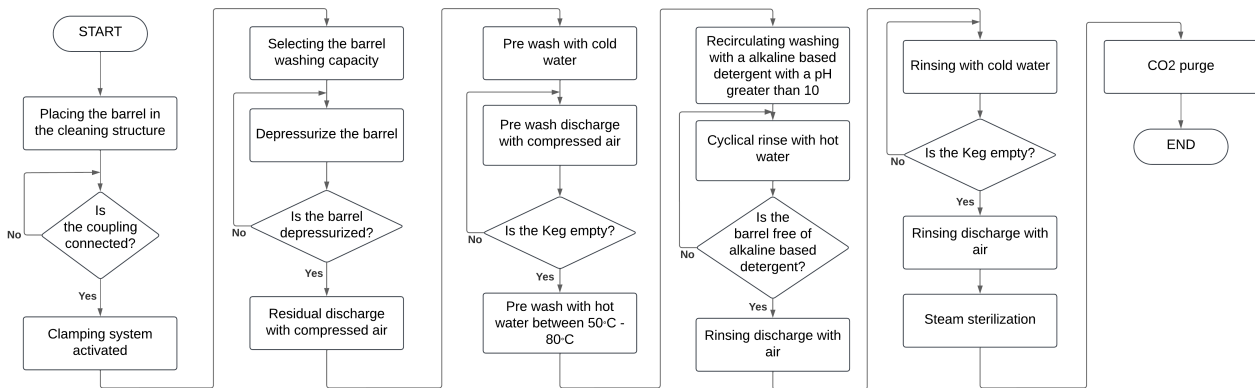 START
Placing the barrel in
the cleaning structure
Is
the coupling
connected?
No
Yes
Clamping system
activated
Selecting the barrel
washing capacity
Depressurize the barrel
Is the barrel
depressurized?
No
Yes
Residual discharge
with compressed air
Pre wash with cold
water
Pre wash discharge
with compressed air
Is the Keg empty?
No
Yes
Pre wash with hot
water between 50°C -
80°C
Recirculating washing
with a alkaline based
detergent with a pH
greater than 10
Cyclical rinse with hot
water
Is the
barrel free of
alkaline based
detergent?
No
Yes
Rinsing discharge with
air
Rinsing with cold water
Is the Keg empty?
No
Yes
Rinsing discharge with
air
Steam sterilization
CO2 purge
END